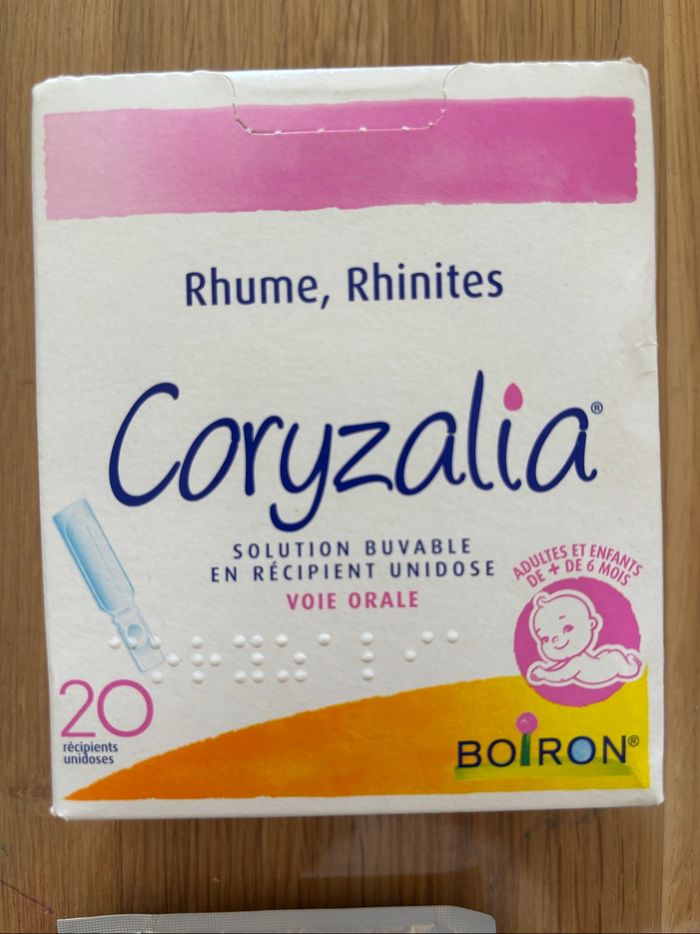 Rhume, Rhinites
Coryzalia®
SOLUTION BUVABLE
EN RÉCIPIENT UNIDOSE
VOIE ORALE
ADULTES ET ENFANTS
DE + DE 6 MOIS
20
récipients
unidoses
BOIRON®